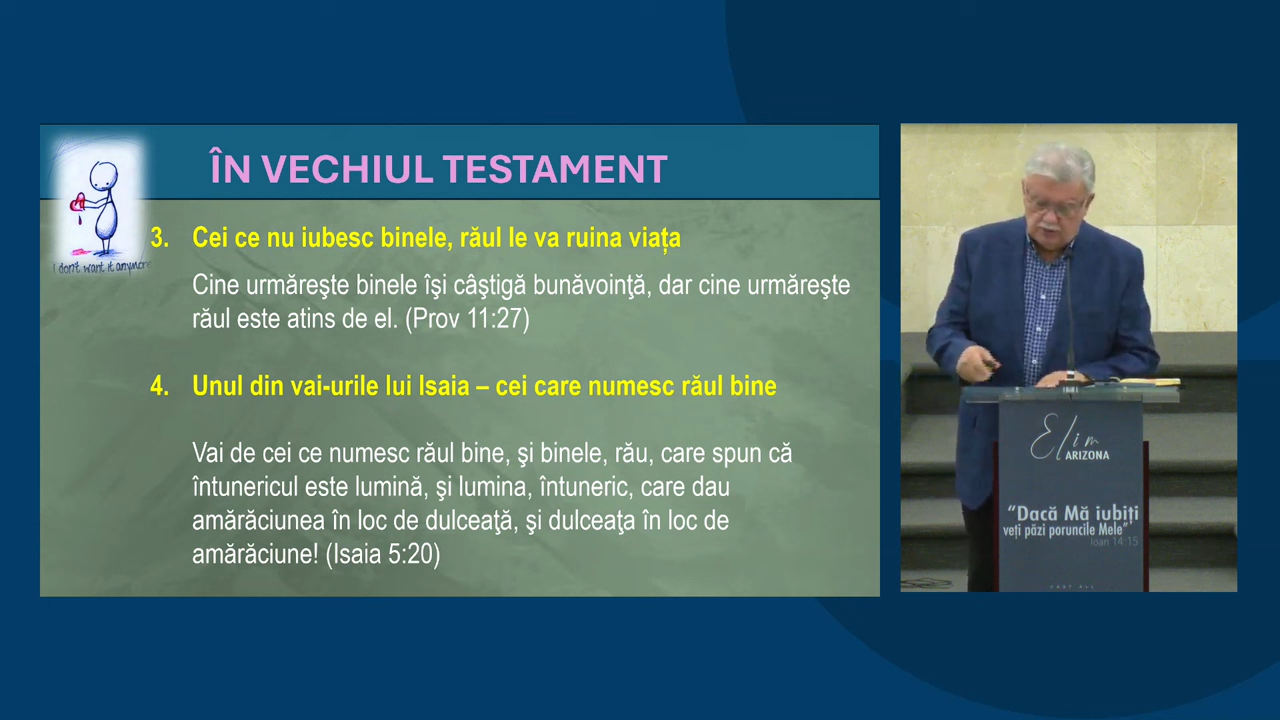 ÎN VECHIUL TESTAMENT
I don't want it anymore
3. Cei ce nu iubesc binele, răul le va ruina viața
Cine urmăreşte binele îşi câştigă bunăvoinţă, dar cine urmăreşte
răul este atins de el. (Prov 11:27)
4. Unul din vai-urile lui Isaia – cei care numesc răul bine
Vai de cei ce numesc răul bine, şi binele, rău, care spun că
întunericul este lumină, şi lumina, întuneric, care dau
amărăciunea în loc de dulceaţă, şi dulceaţa în loc de
amărăciune! (Isaia 5:20)
Elim
ARIZONA
“Dacă Mă iubiți
veți păzi poruncile Mele”
Ioan 14:15